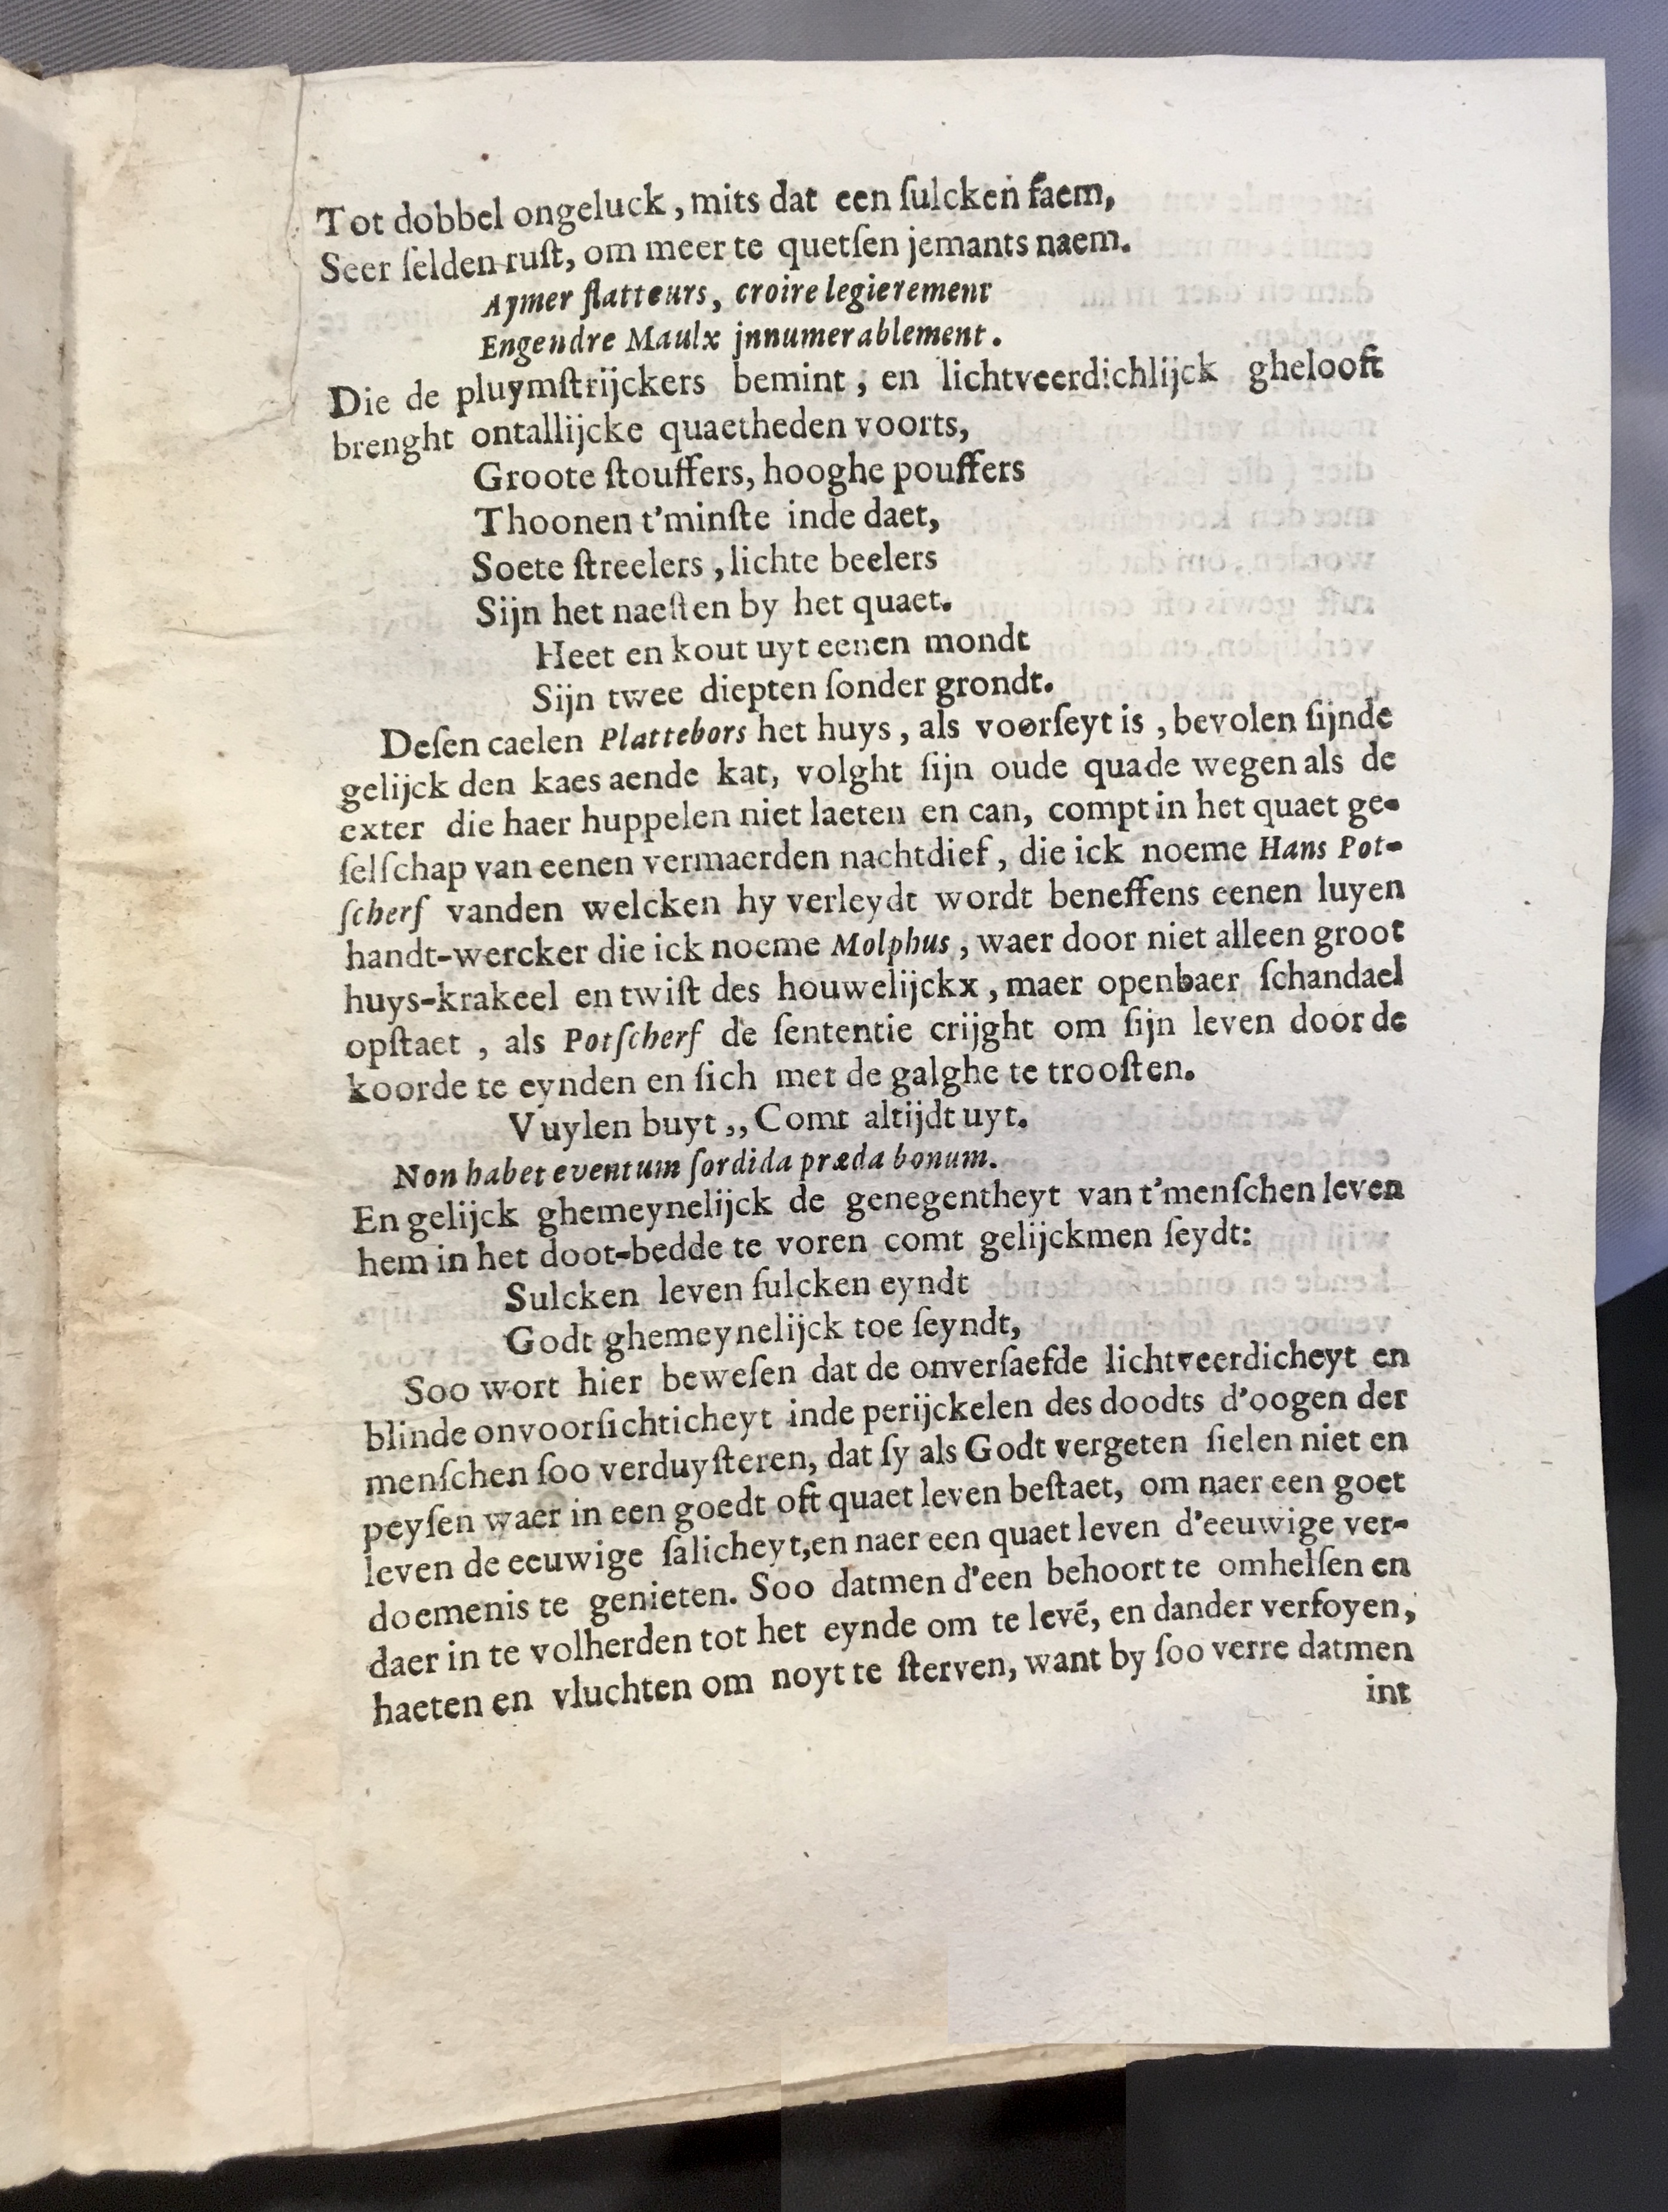 Tot dobbel ongeluck, mits dat een ſulcken faem,
Seer ſelden ruſt, om meer te quetſen jemants naem.
Aymer flatteurs, croire legierement
Engendre Maulx jnnumerablement.
Die de pluymſtrijckers bemint, en lichtveerdichlijck ghelooft
brenght ontallijcke quaetheden voorts,
Groote ſtouffers, hooghe pouffers
Thoonen t'minſte inde daet,
Soete ſtreelers, lichte beelers
Sijn het naeſten by het quaet.
Heet en kout uyt eenen mondt
Sijn twee diepten ſonder grondt.
Deſen caelen Plattebors het huys, als voorſeyt is, bevolen ſijnde
gelijck den kaes aende kat, volght ſijn oude quade wegen als de
exter die haer huppelen niet laeten en can, compt in het quaet ge-
ſelſchap van eenen vermaerden nachtdief, die ick noeme Hans Pot-
ſcherf vanden welcken hy verleydt wordt beneffens eenen luyen
handt-wercker die ick noeme Molphus, waer door niet alleen groot
huys-krakeel en twiſt des houwelijckx, maer openbaer ſchandael
opſtaet, als Potſcherf de ſententie crijght om ſijn leven door de
koorde te eynden en ſich met de galghe te trooſten.
Vuylen buyt,, Comt altijdt uyt.
Non habet eventum ſordida præda bonum.
En gelijck ghemeynelijck de genegentheyt van t'menſchen leven
hem in het doot-bedde te voren comt gelijckmen ſeydt:
Sulcken leven ſulcken eyndt
Godt ghemeynelijck toe ſeyndt,
Soo wort hier beweſen dat de onverſaefde lichtveerdicheyt en
blinde onvoorſichticheyt inde perijckelen des doodts d'oogen der
menſchen ſoo verduyſteren, dat ſy als Godt vergeten ſielen niet en
peyſen waer in een goedt oft quaet leven beſtaet, om naer een goet
leven de eeuwige ſalicheyt,en naer een quaet leven d'eeuwige ver-
doemenis te genieten. Soo datmen d'een behoort te omhelſen en
daer in te volherden tot het eynde om te levē, en dander verfoyen,
haeten en vluchten om noyt te ſterven, want by ſoo verre datmen
int